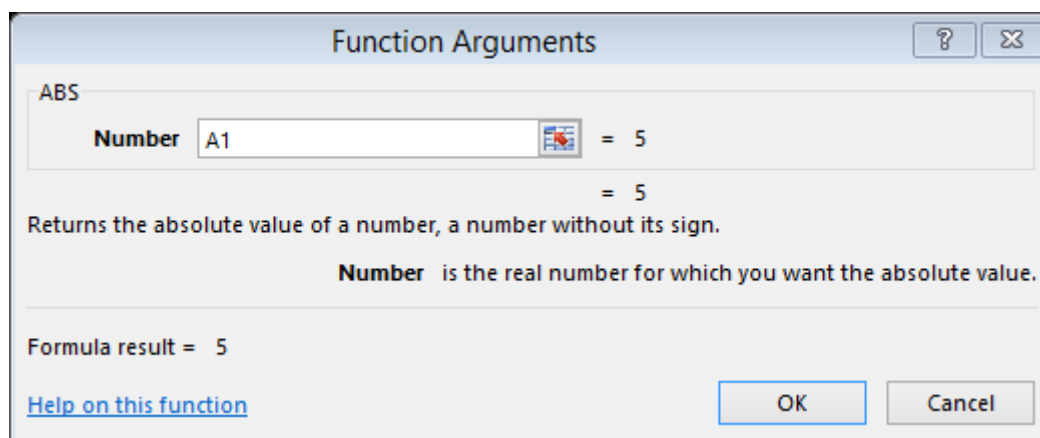 Function Arguments ?
ABS
Number A1 = 5
= 5
Returns the absolute value of a number, a number without its sign.
Number is the real number for which you want the absolute value.
Formula result = 5
Help on this function OK Cancel